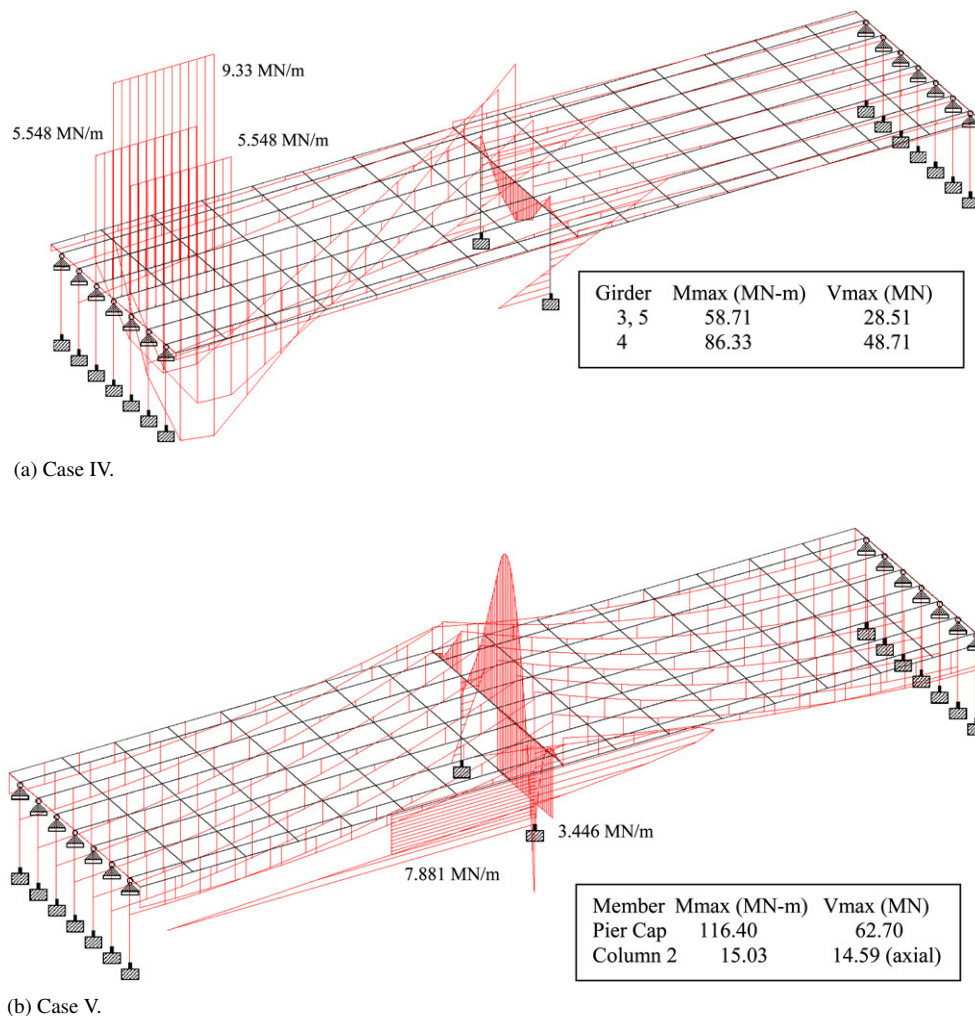 9.33 MN/m
5.548 MN/m
5.548 MN/m
Girder Mmax (MN-m) Vmax (MN)
3, 5 58.71 28.51
4 86.33 48.71
(a) Case IV.
3.446 MN/m
7.881 MN/m
Member Mmax (MN-m) Vmax (MN)
Pier Cap 116.40 62.70
Column 2 15.03 14.59 (axial)
(b) Case V.